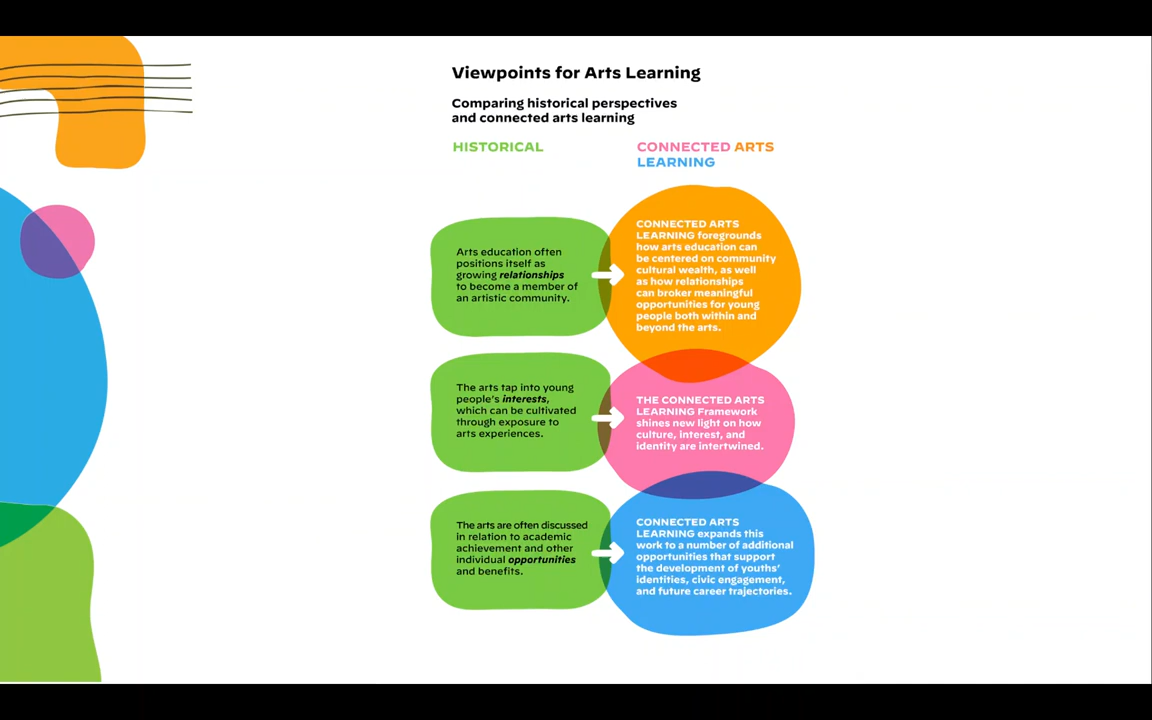 Viewpoints for Arts Learning
Comparing historical perspectives
and connected arts learning
HISTORICAL
CONNECTED ARTS
LEARNING
Arts education often
positions itself as
growing relationships
to become a member of
an artistic community.
CONNECTED ARTS
LEARNING foregrounds
how arts education can
be centered on community
cultural wealth, as well
as how relationships
can broker meaningful
opportunities for young
people both within and
beyond the arts.
The arts tap into young
people's interests,
which can be cultivated
through exposure to
arts experiences.
THE CONNECTED ARTS
LEARNING Framework
shines new light on how
culture, interest, and
identity are intertwined.
The arts are often discussed
in relation to academic
achievement and other
individual opportunities
and benefits.
CONNECTED ARTS
LEARNING expands this
work to a number of additional
opportunities that support
the development of youths'
identities, civic engagement,
and future career trajectories.